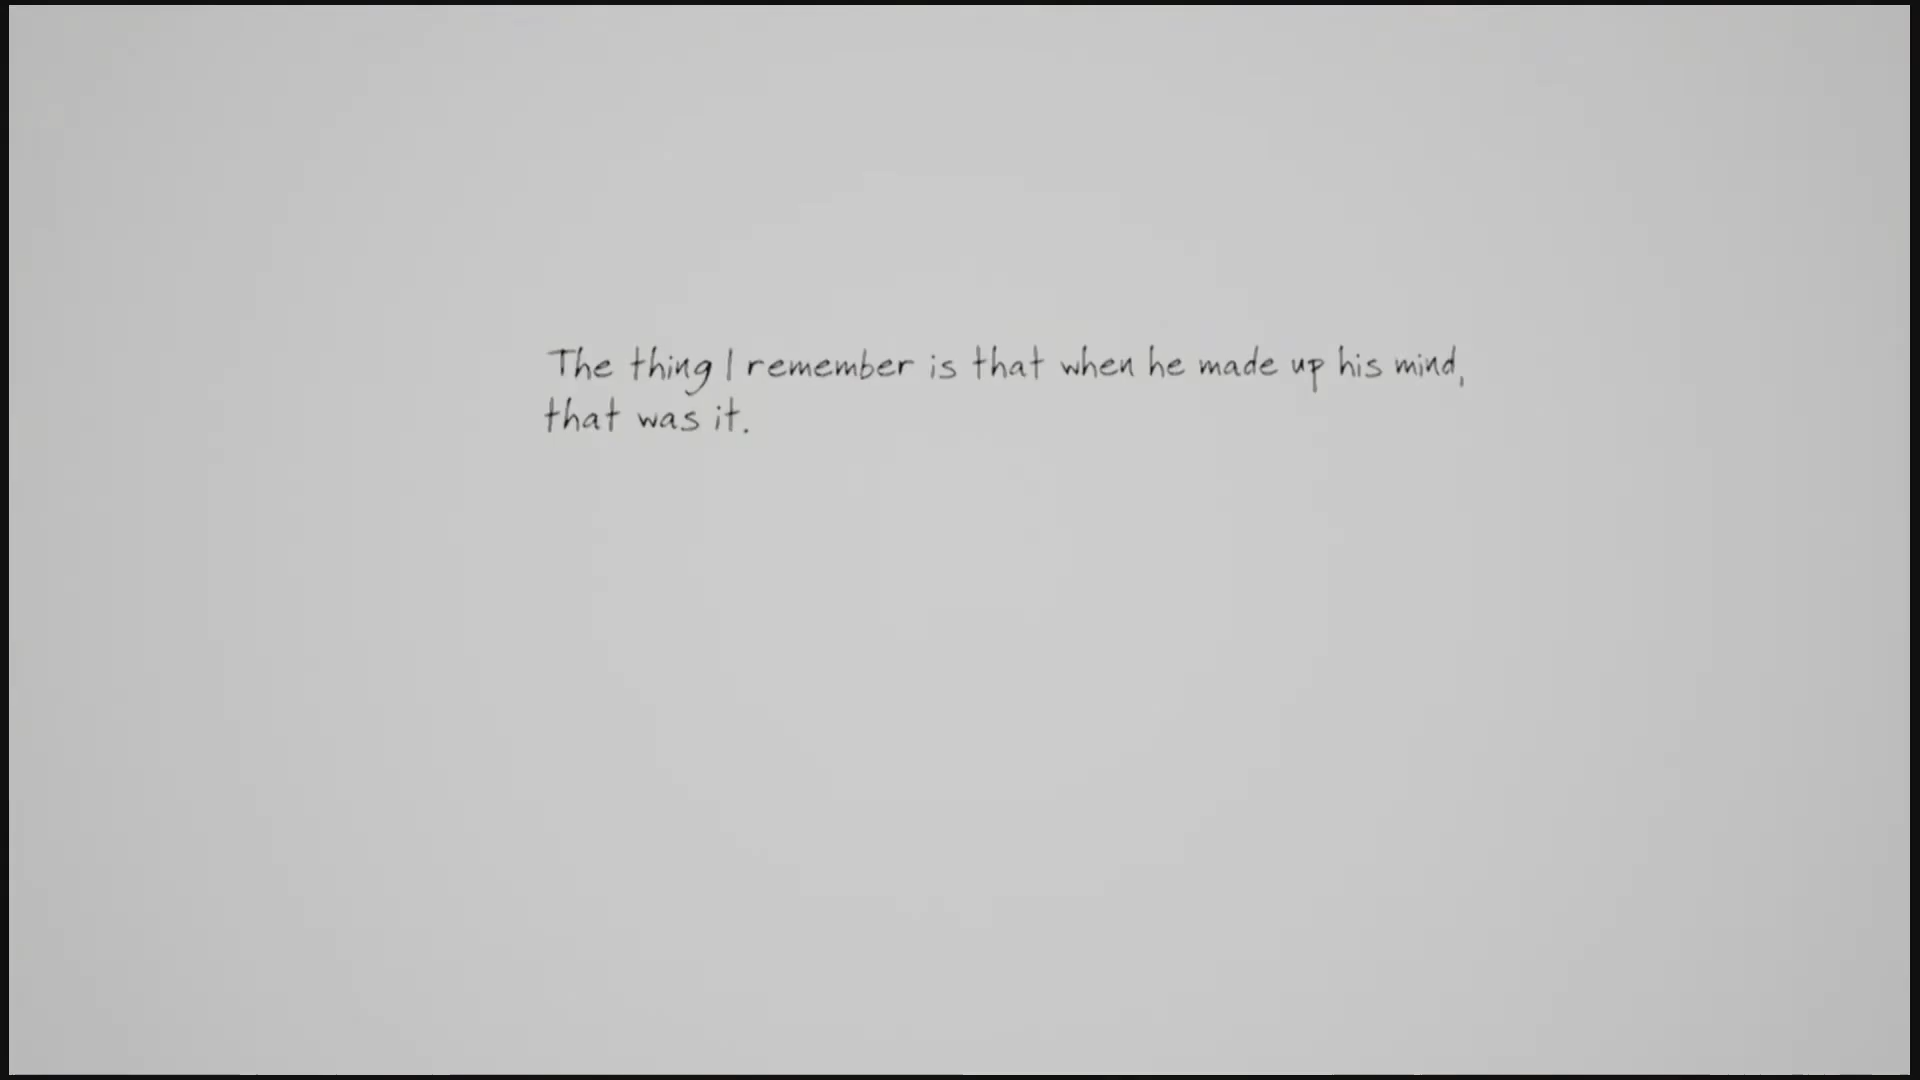 The thing I remember is that when he made up his mind,
that was it.